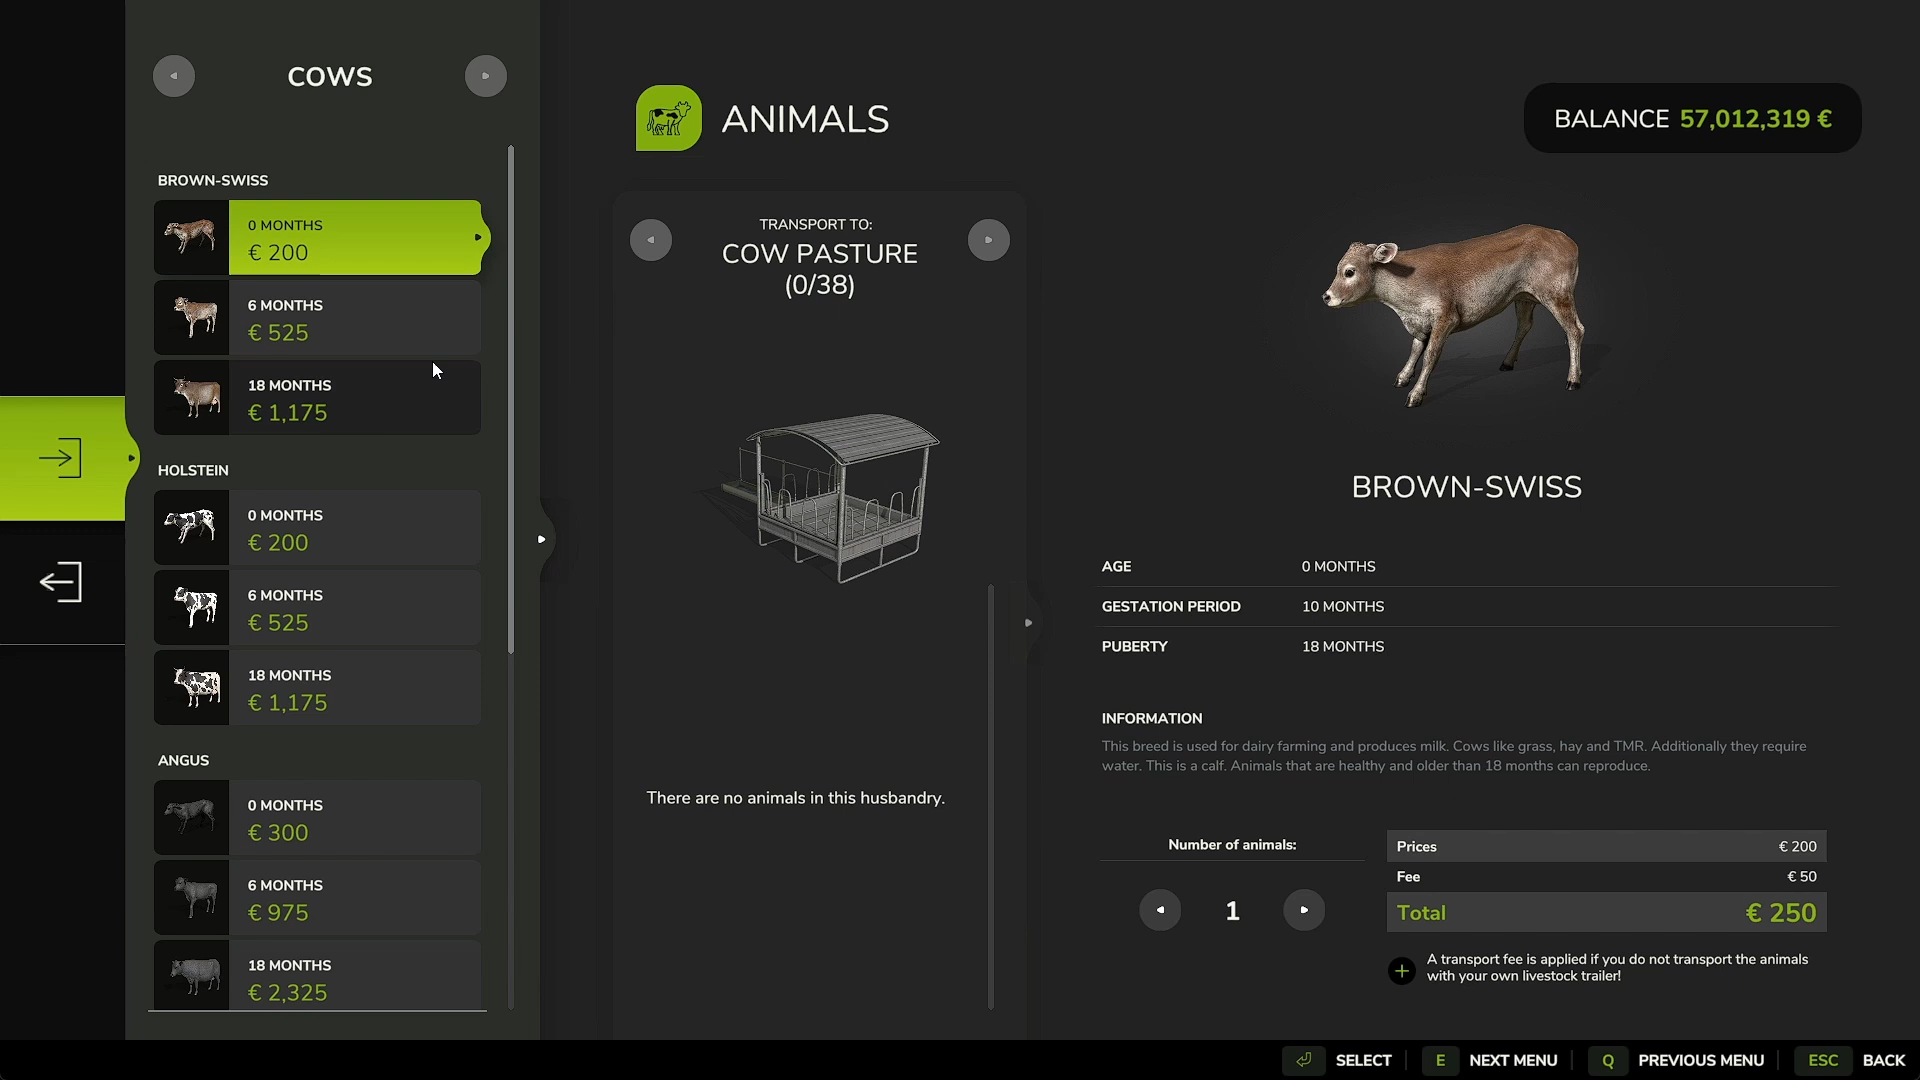 COWS
BROWN-SWISS
0 MONTHS
€ 200
6 MONTHS
€ 525
18 MONTHS
€ 1,175
HOLSTEIN
0 MONTHS
€ 200
6 MONTHS
€ 525
18 MONTHS
€ 1,175
ANGUS
0 MONTHS
€ 300
6 MONTHS
€ 975
18 MONTHS
€ 2,325
ANIMALS
BALANCE 57,012,319 €
TRANSPORT TO:
COW PASTURE
(0/38)
There are no animals in this husbandry.
BROWN-SWISS
AGE 0 MONTHS
GESTATION PERIOD 10 MONTHS
PUBERTY 18 MONTHS
INFORMATION
This breed is used for dairy farming and produces milk. Cows like grass, hay and TMR. Additionally they require
water. This is a calf. Animals that are healthy and older than 18 months can reproduce.
Number of animals:
1
Prices € 200
Fee € 50
Total € 250
A transport fee is applied if you do not transport the animals
with your own livestock trailer!
SELECT E NEXT MENU Q PREVIOUS MENU ESC BACK